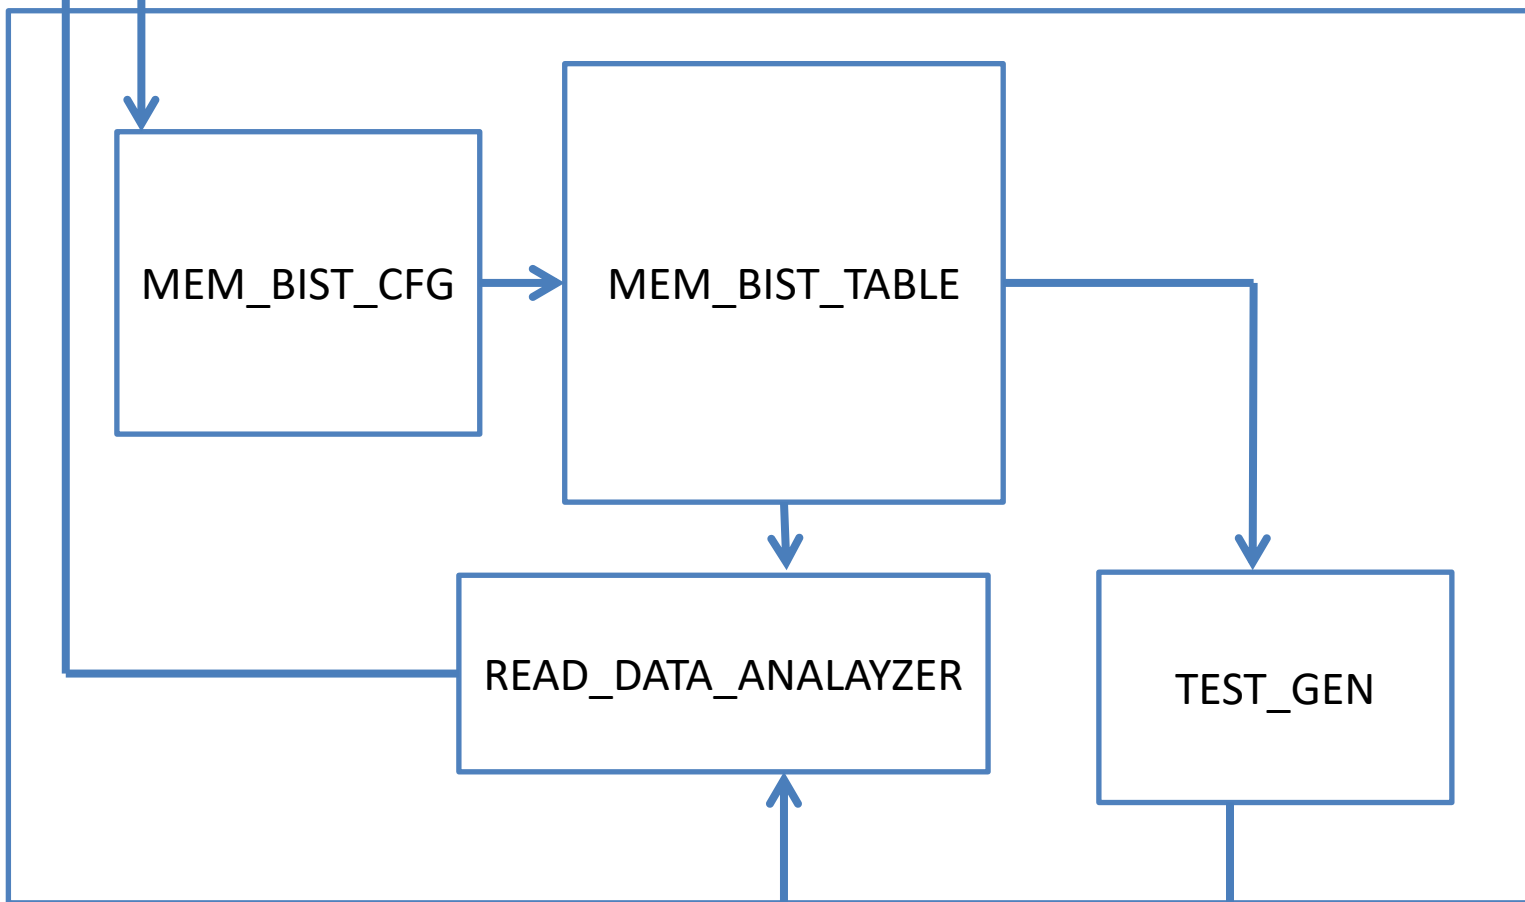 MEM_BIST_CFG
MEM_BIST_TABLE
READ_DATA_ANALAYZER
TEST_GEN